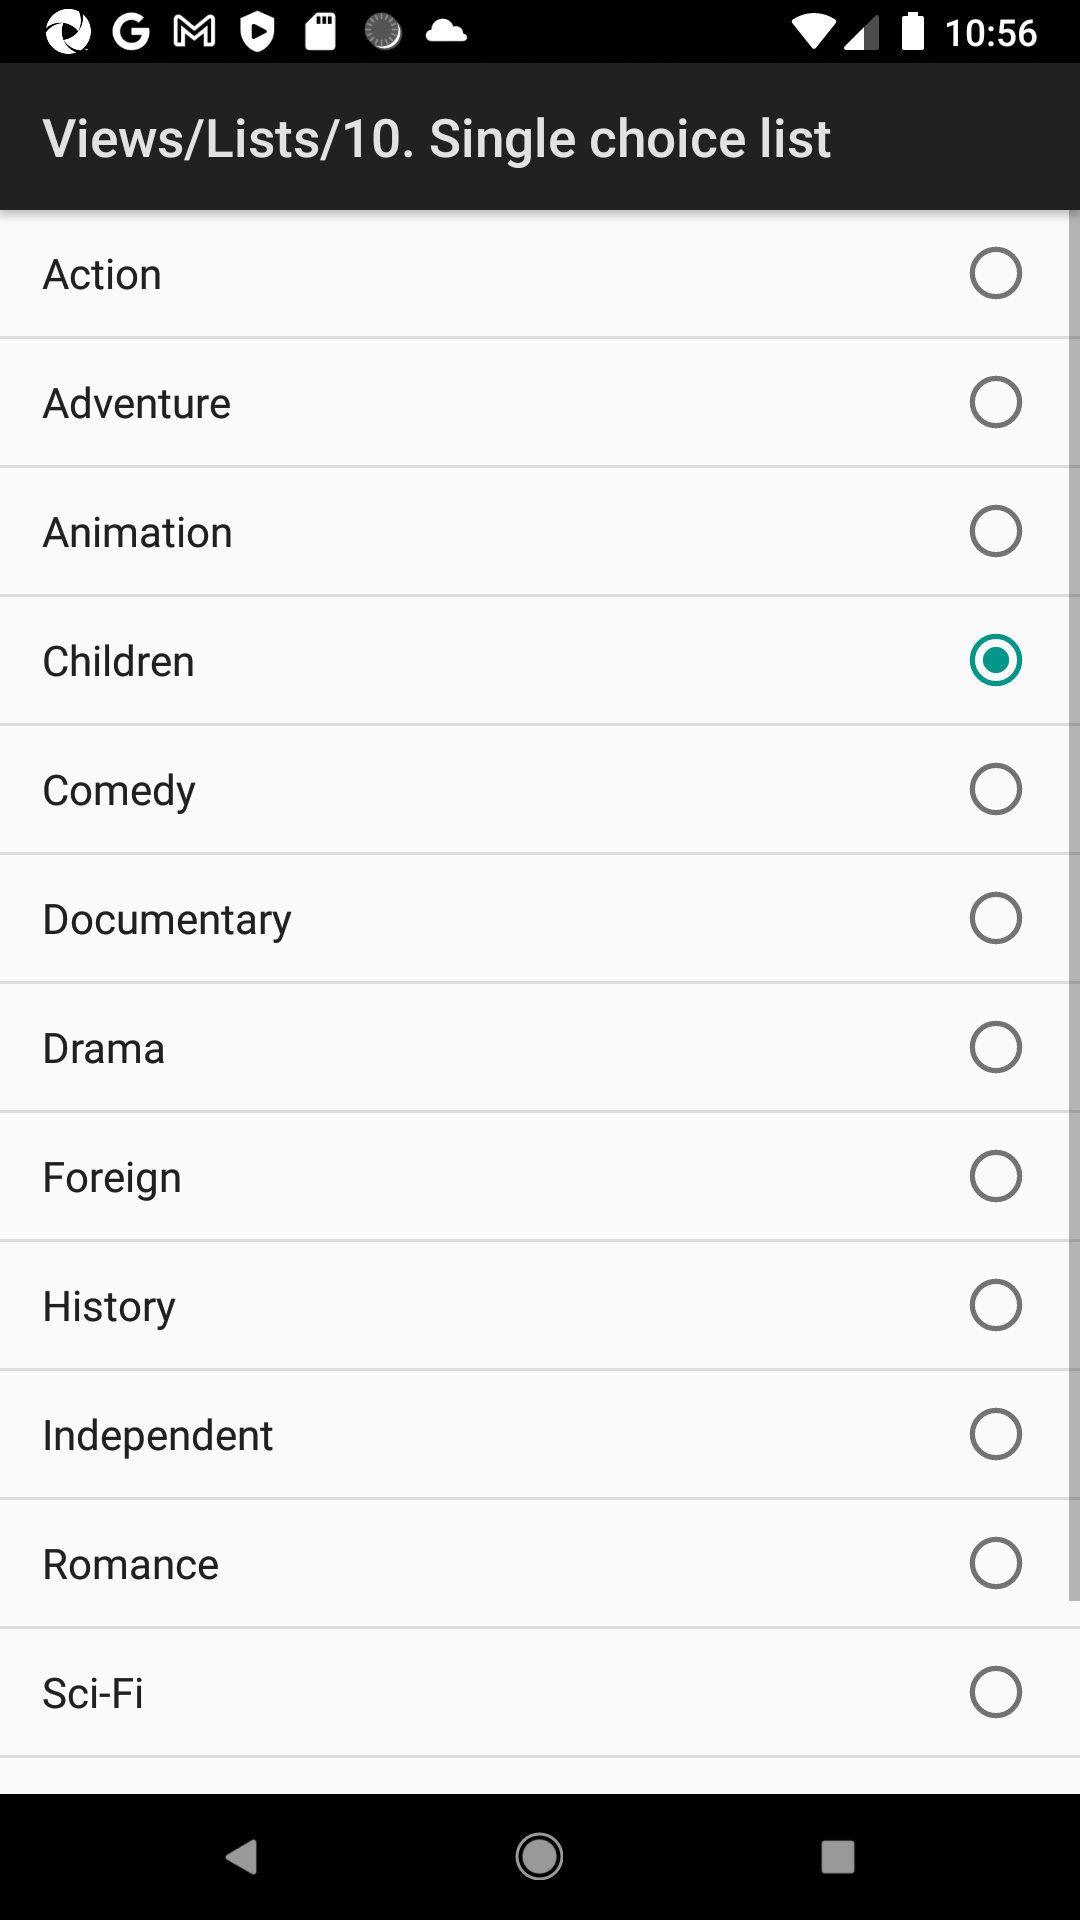 10:56
Views/Lists/10. Single choice list
Action
Adventure
Animation
Children
Comedy
Documentary
Drama
Foreign
History
Independent
Romance
Sci-Fi